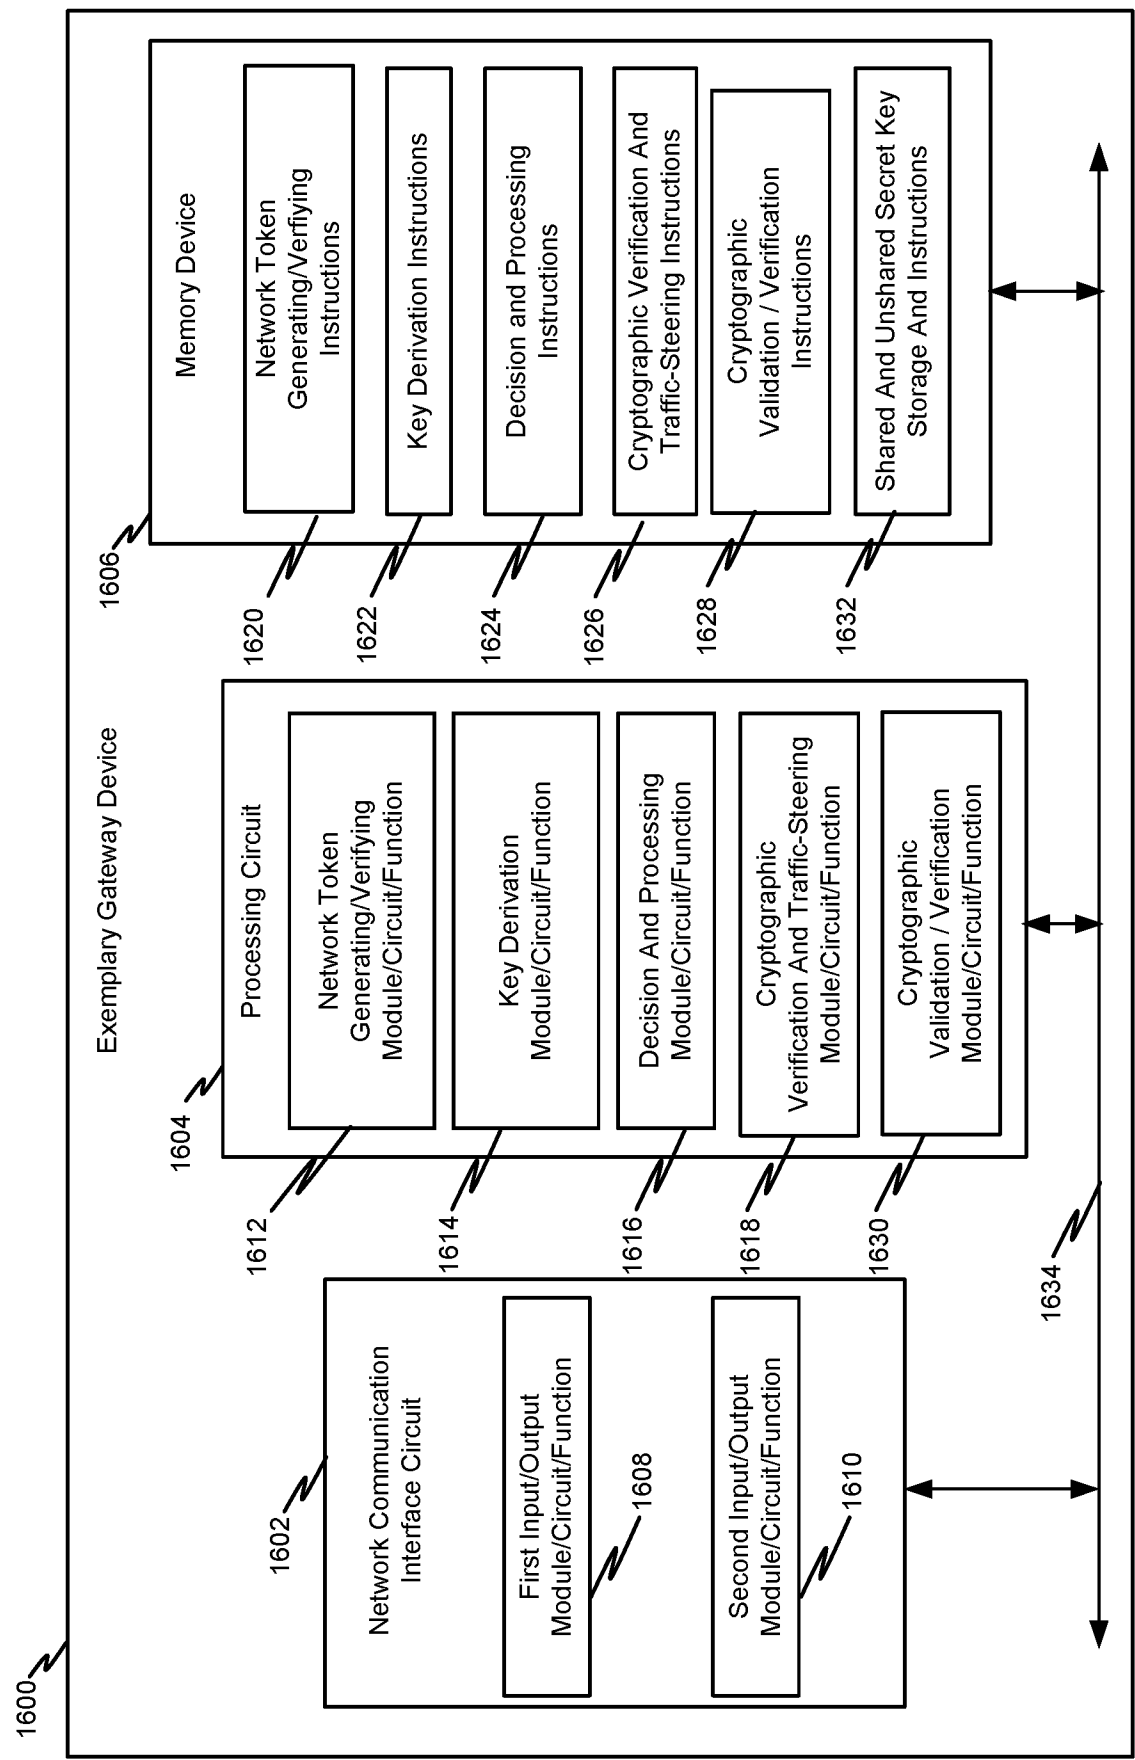 1600
Exemplary Gateway Device
1602
Network Communication
Interface Circuit
First Input/Output
Module/Circuit/Function
1608
Second Input/Output
Module/Circuit/Function
1610
1604
Processing Circuit
Network Token
Generating/Verifying
Module/Circuit/Function
1612
Key Derivation
Module/Circuit/Function
1614
Decision And Processing
Module/Circuit/Function
1616
Cryptographic
Verification And Traffic-Steering
Module/Circuit/Function
1618
Cryptographic
Validation / Verification
Module/Circuit/Function
1630
1606
Memory Device
Network Token
Generating/Verfiying
Instructions
1620
Key Derivation Instructions
1622
Decision and Processing
Instructions
1624
Cryptographic Verification And
Traffic-Steering Instructions
1626
Cryptographic
Validation / Verification
Instructions
1628
Shared And Unshared Secret Key
Storage And Instructions
1632
1634